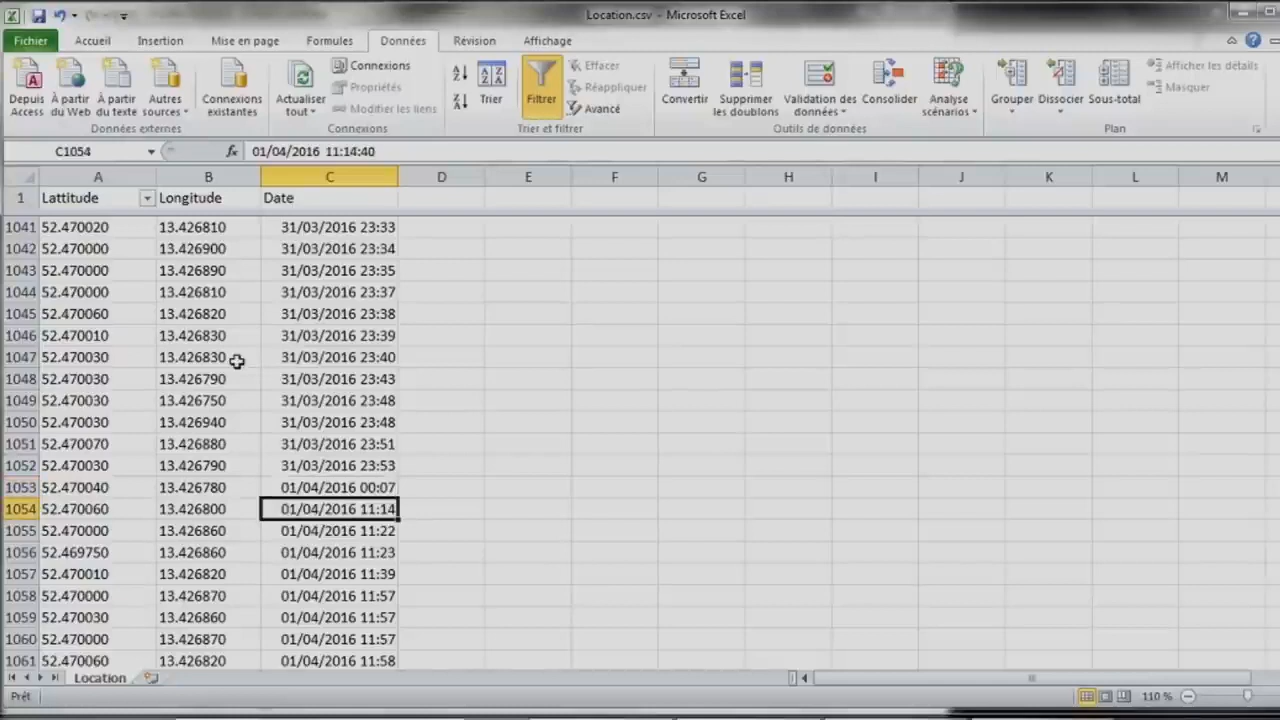 Location.csv - Microsoft Excel
Fichier Accueil Insertion Mise en page Formules Données Révision Affichage
Depuis Access
À partir du Web
À partir du texte
Autres sources
Connexions existantes
Données externes
Actualiser tout
Connexions
Propriétés
Modifier les liens
Connexions
Trier
Filtrer
Effacer
Réappliquer
Avancé
Trier et filtrer
Convertir
Supprimer les doublons
Validation des données
Consolider
Analyse scénarios
Outils de données
Grouper
Dissocier
Sous-total
Afficher les détails
Masquer
Plan
C1054 fx 01/04/2016 11:14:40
A B C D E F G H I J K L M
1 Lattitude Longitude Date
1041 52.470020 13.426810 31/03/2016 23:33
1042 52.470000 13.426900 31/03/2016 23:34
1043 52.470000 13.426890 31/03/2016 23:35
1044 52.470000 13.426810 31/03/2016 23:37
1045 52.470060 13.426820 31/03/2016 23:38
1046 52.470010 13.426830 31/03/2016 23:39
1047 52.470030 13.426830 31/03/2016 23:40
1048 52.470030 13.426790 31/03/2016 23:43
1049 52.470030 13.426750 31/03/2016 23:48
1050 52.470030 13.426940 31/03/2016 23:48
1051 52.470070 13.426880 31/03/2016 23:51
1052 52.470030 13.426790 31/03/2016 23:53
1053 52.470040 13.426780 01/04/2016 00:07
1054 52.470060 13.426800 01/04/2016 11:14
1055 52.470000 13.426860 01/04/2016 11:22
1056 52.469750 13.426860 01/04/2016 11:23
1057 52.470010 13.426820 01/04/2016 11:39
1058 52.470000 13.426870 01/04/2016 11:57
1059 52.470030 13.426860 01/04/2016 11:57
1060 52.470000 13.426870 01/04/2016 11:57
1061 52.470060 13.426820 01/04/2016 11:58
Location
Prêt 110 %